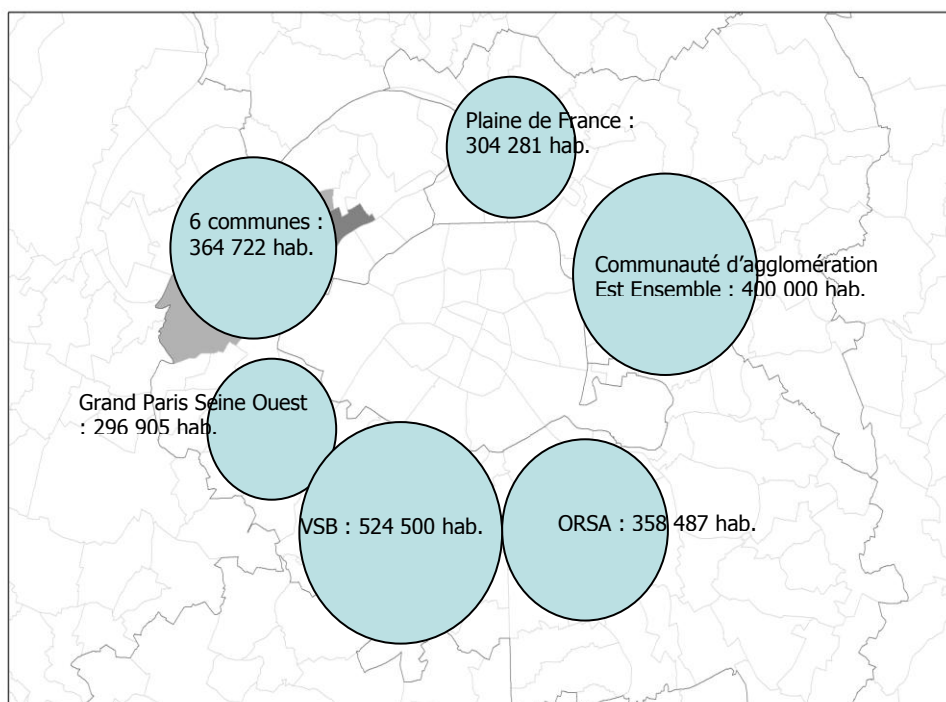 Plaine de France :
304 281 hab.
6 communes :
364 722 hab.
Communauté d’agglomération
Est Ensemble : 400 000 hab.
Grand Paris Seine Ouest
: 296 905 hab.
VSB : 524 500 hab.
ORSA : 358 487 hab.